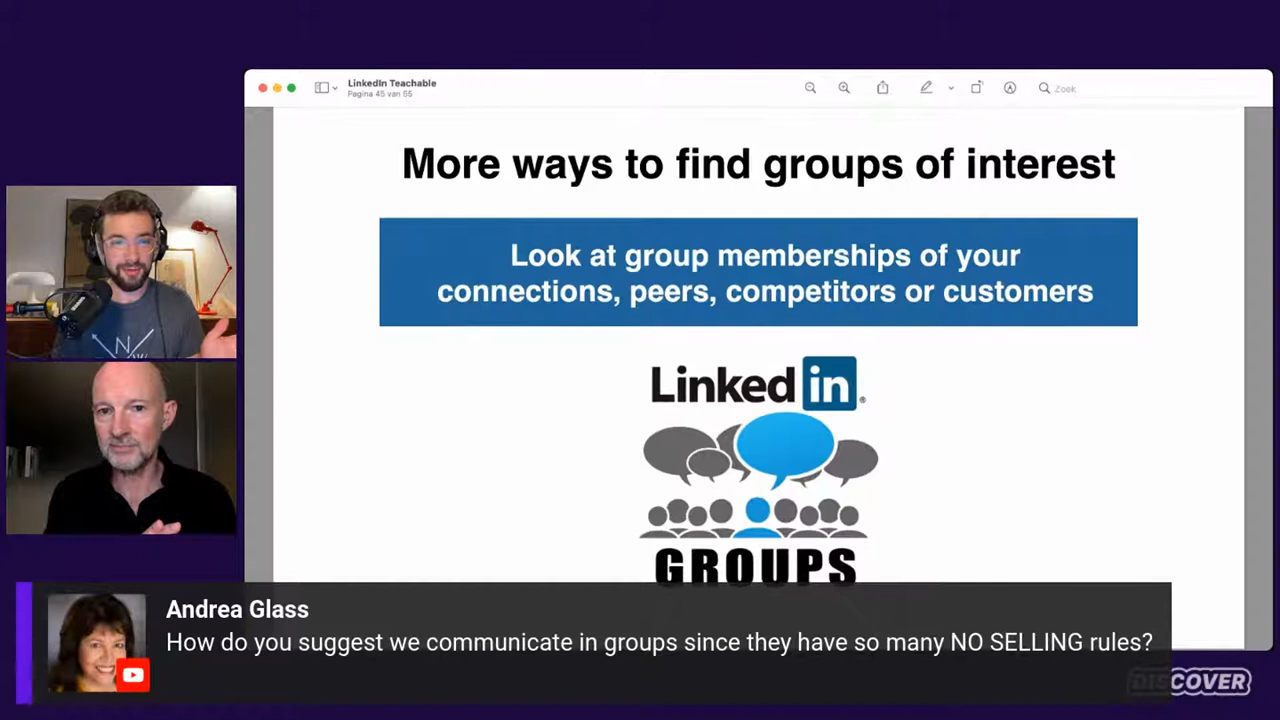 LinkedIn Teachable
Pagina 45 van 55
Zoek
More ways to find groups of interest
Look at group memberships of your
connections, peers, competitors or customers
Linked in
GROUPS
N
W
Andrea Glass
How do you suggest we communicate in groups since they have so many NO SELLING rules?
DISCOVER